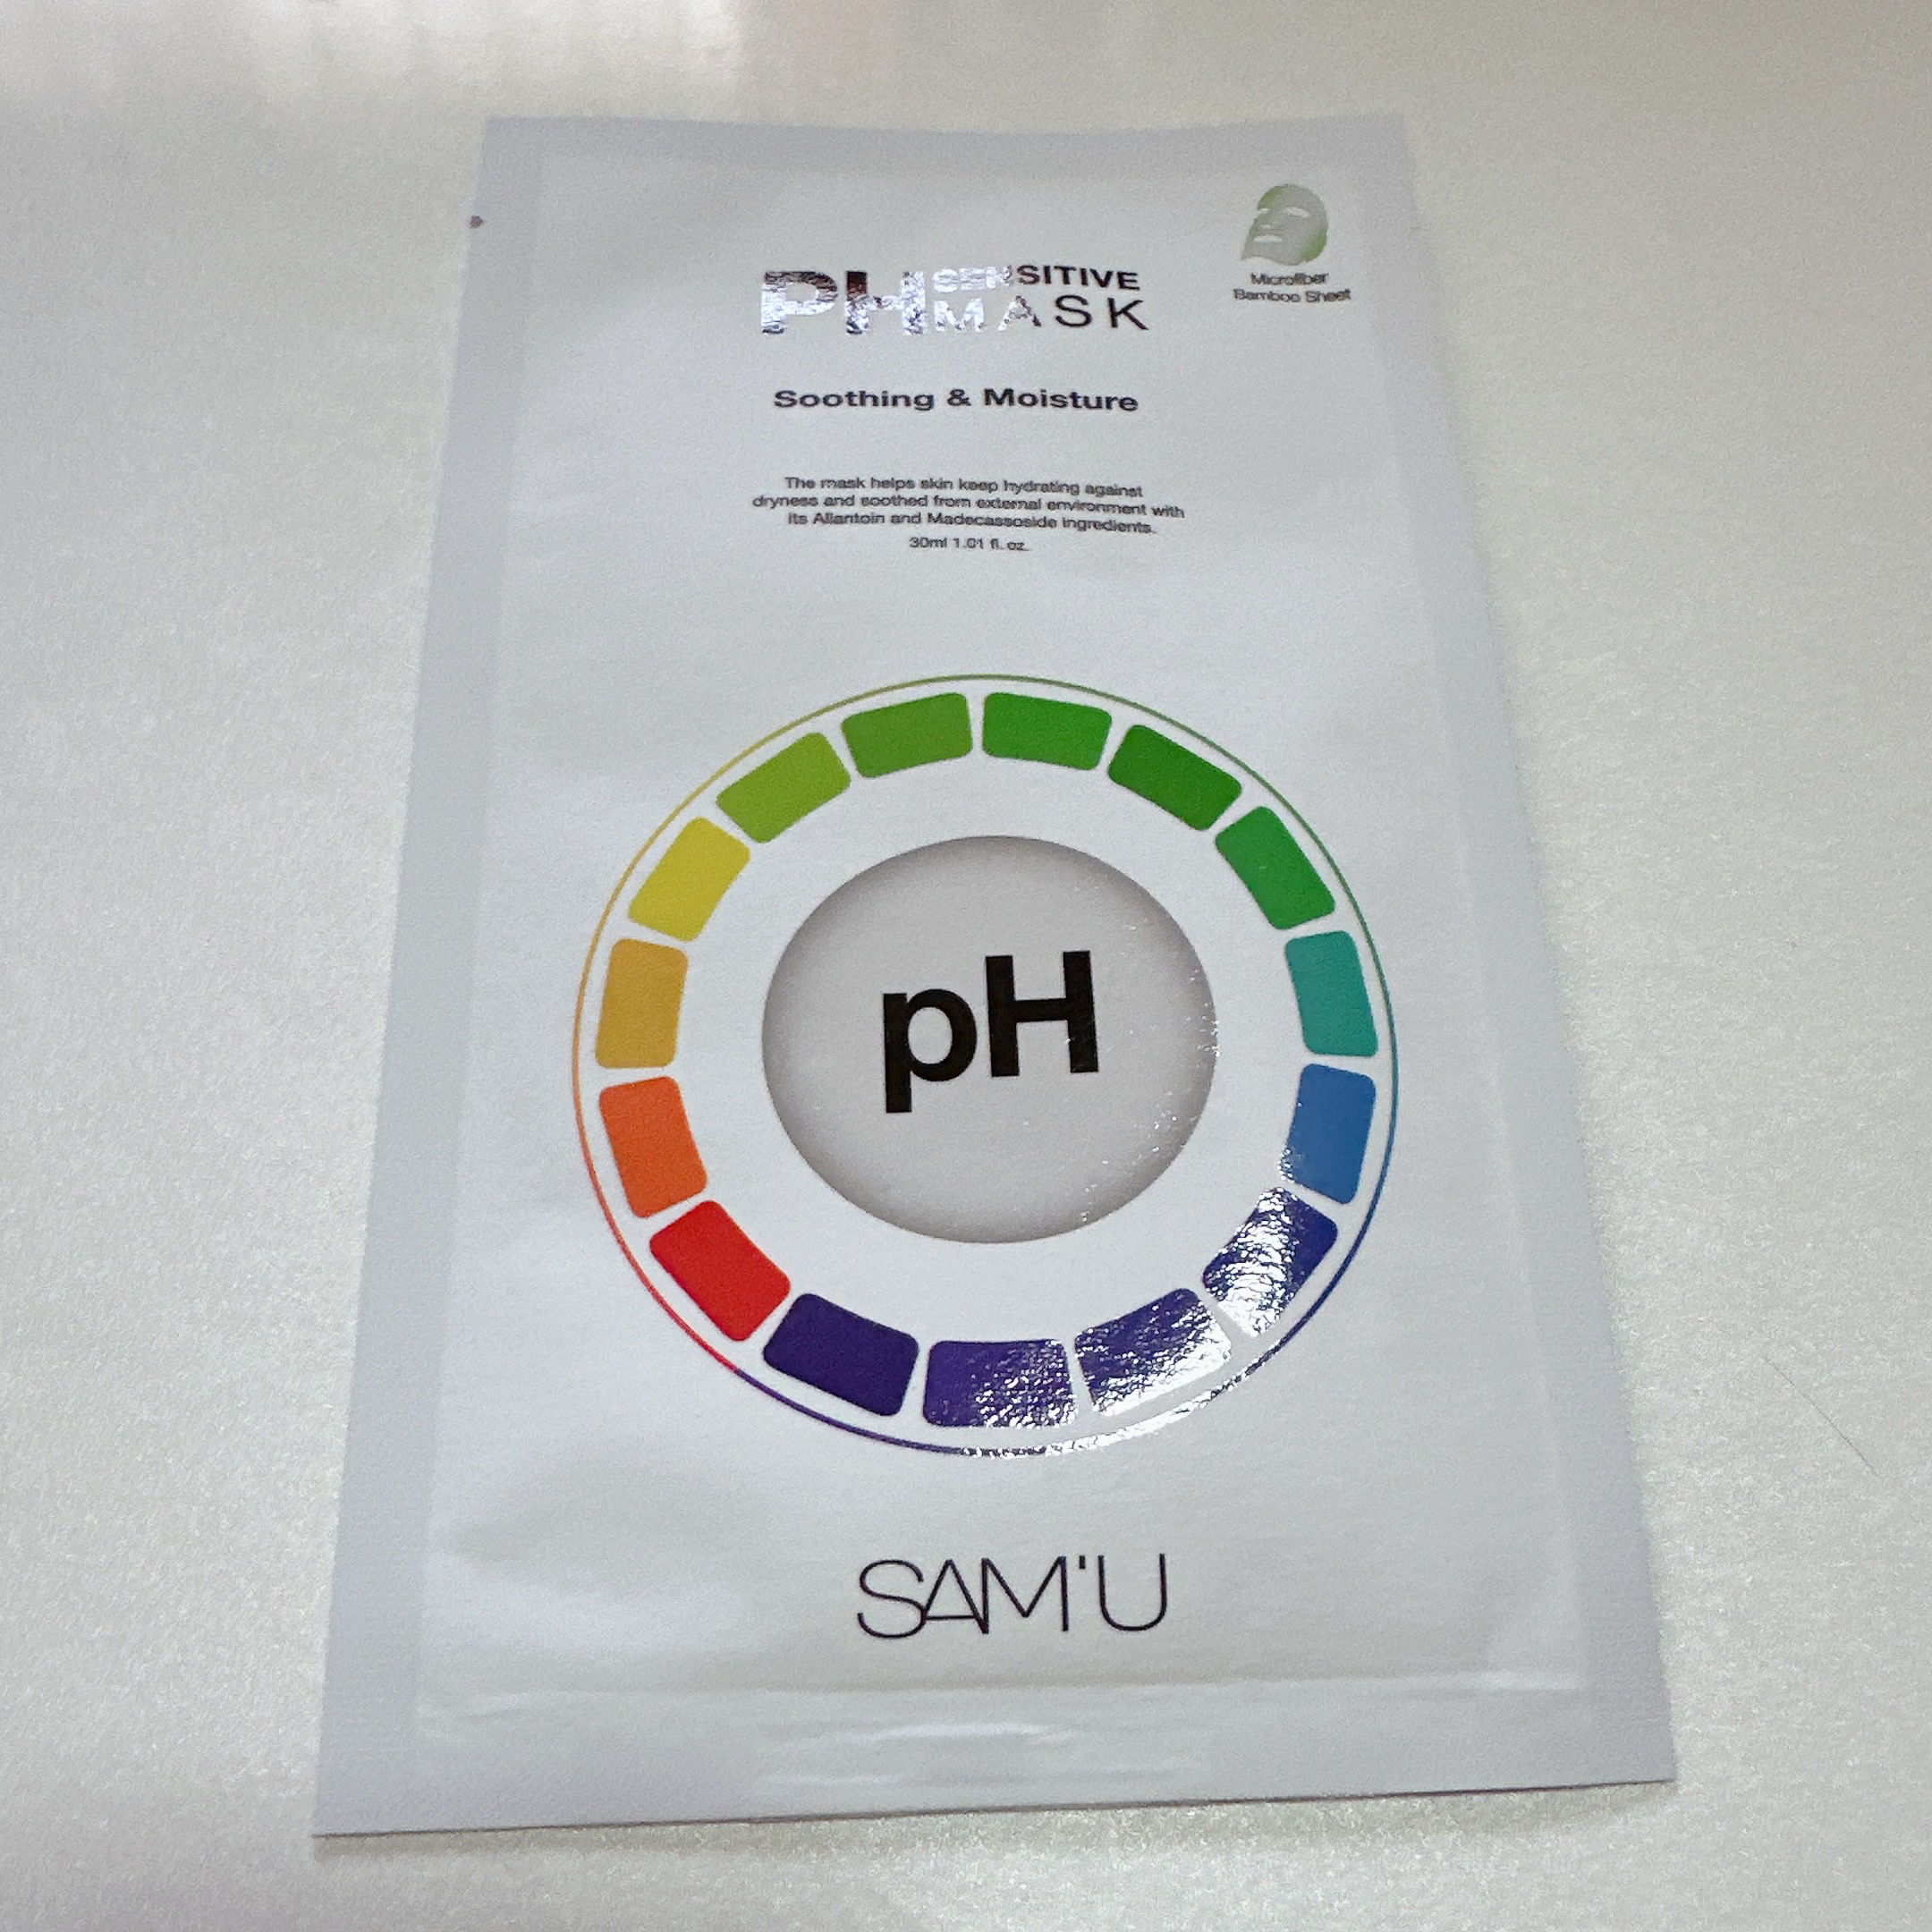 PH SENSITIVE
MASK
Microfiber
Bamboo Sheet
Soothing & Moisture
The mask helps skin keep hydrating against
dryness and soothed from external environment with
its Allantoin and Madecassoside ingredients.
30ml 1.01 fl. oz.
pH
SAM'U